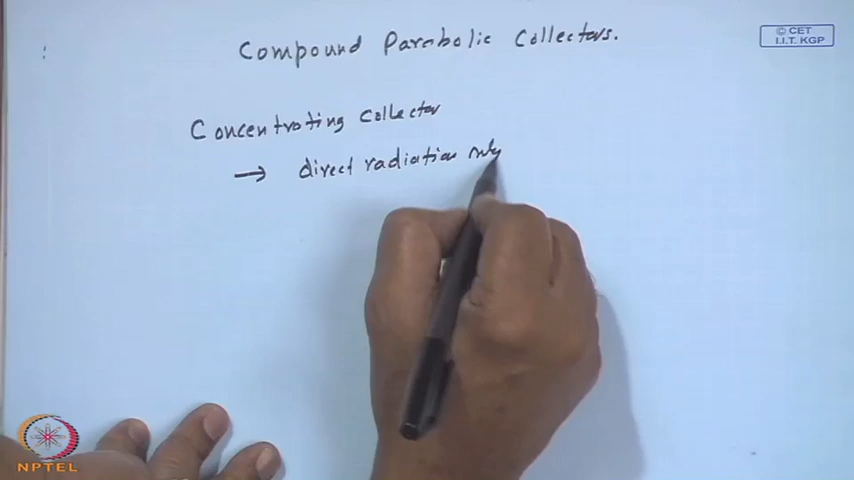 Compound Parabolic Collectors.
© CET
I.I.T. KGP
Concentrating collector
→ direct radiation only
NPTEL